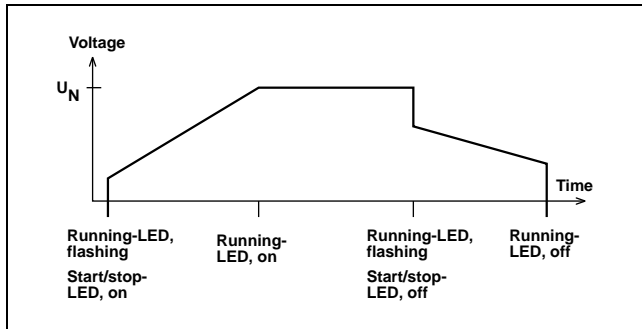 Voltage
UN
Time
Running-LED,
flashing
Start/stop-
LED, on
Running-
LED, on
Running-LED,
flashing
Start/stop-
LED, off
Running-
LED, off